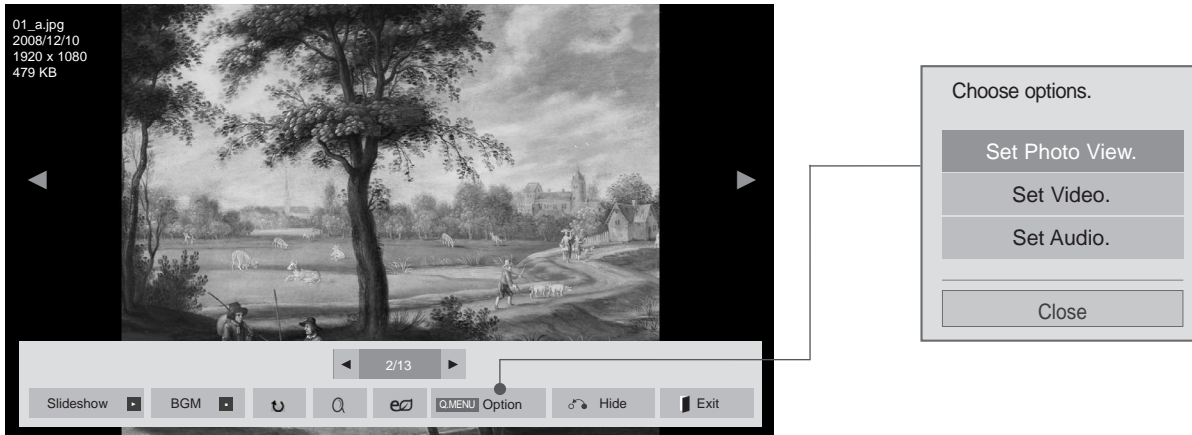 01_a.jpg
2008/12/10
1920 x 1080
479 KB
2/13
Slideshow BGM Q.MENU Option Hide Exit
Choose options.
Set Photo View.
Set Video.
Set Audio.
Close